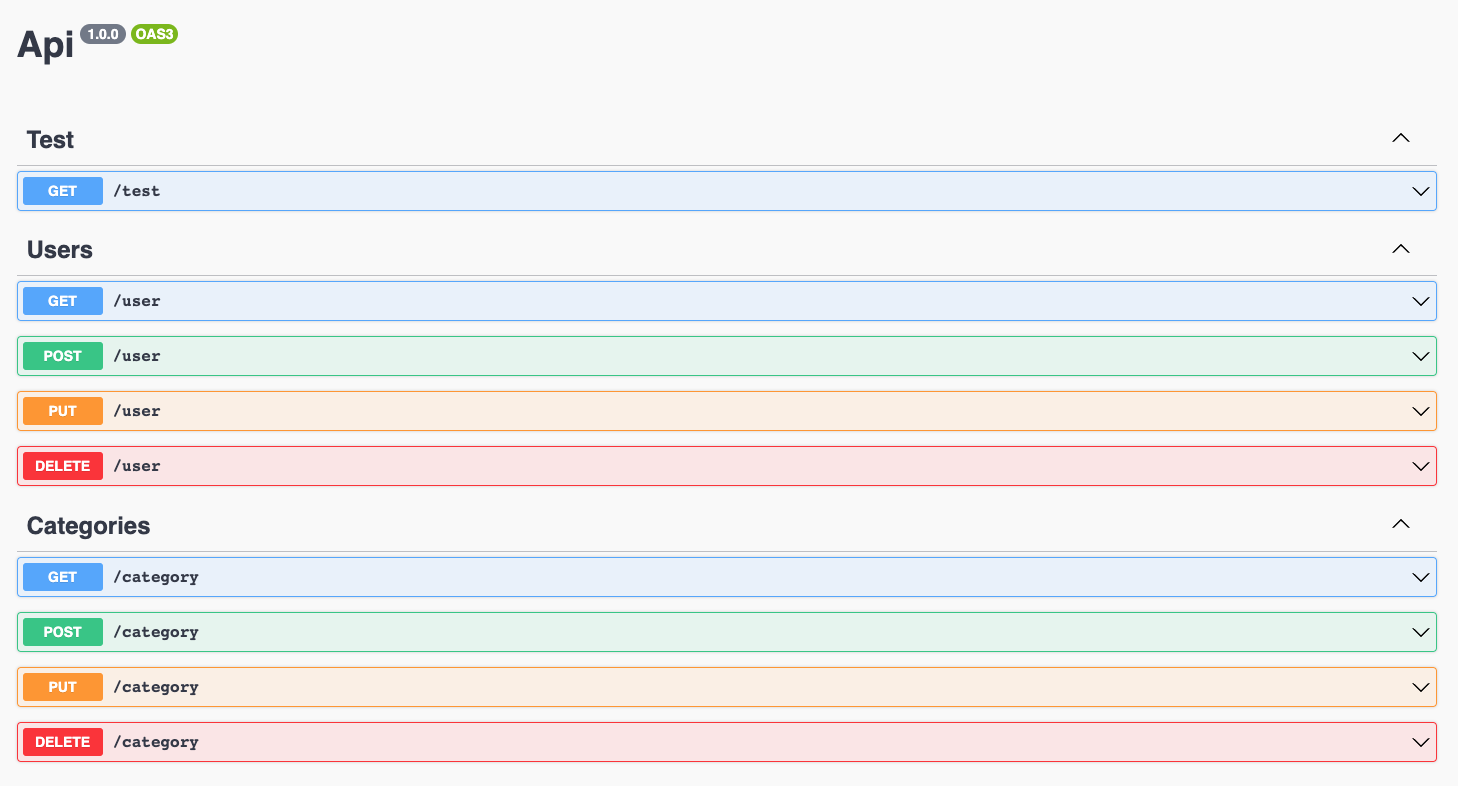 Api 1.0.0 OAS3
Test
GET /test
Users
GET /user
POST /user
PUT /user
DELETE /user
Categories
GET /category
POST /category
PUT /category
DELETE /category